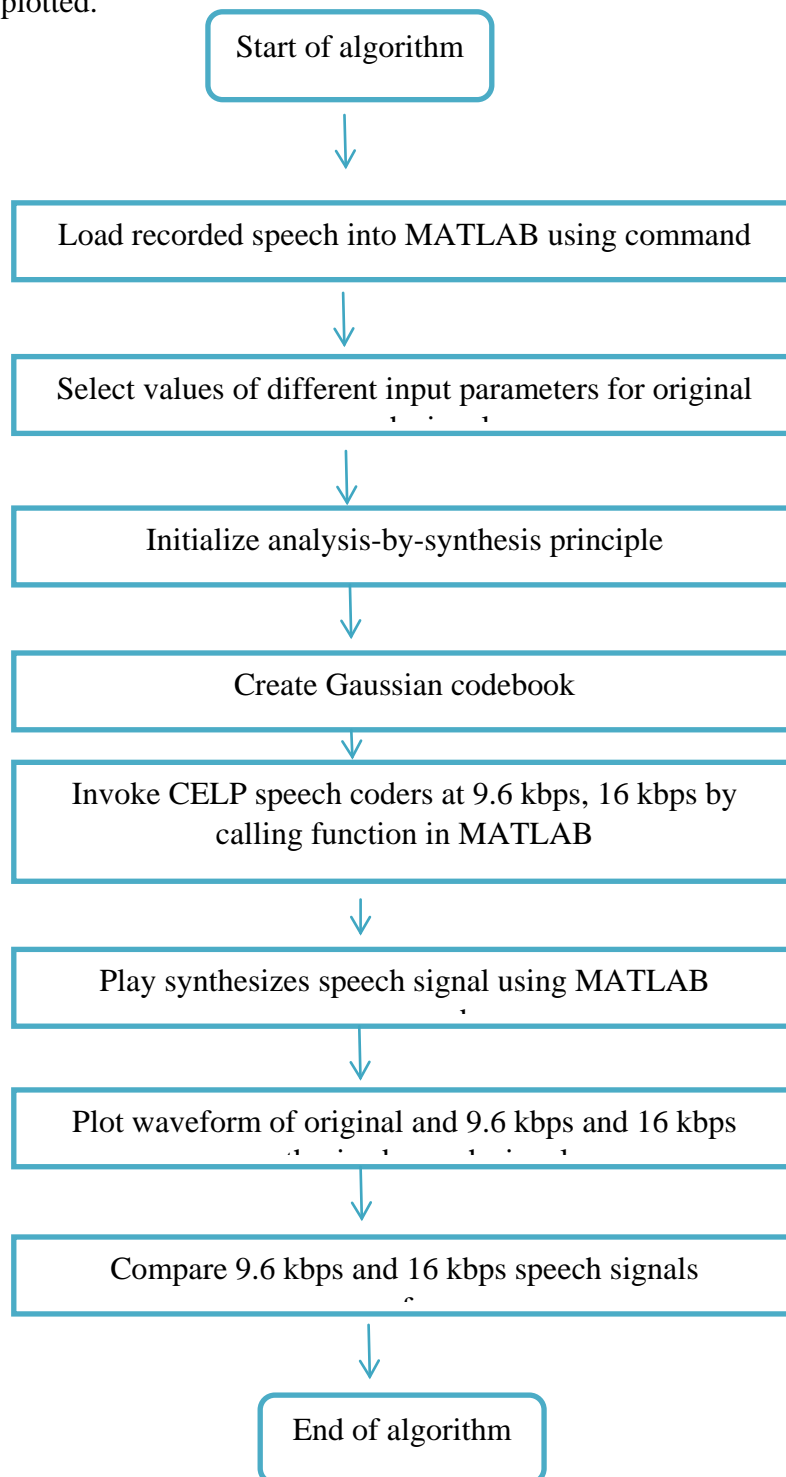 plotted.
Start of algorithm
Load recorded speech into MATLAB using command
Select values of different input parameters for original
Initialize analysis-by-synthesis principle
Create Gaussian codebook
Invoke CELP speech coders at 9.6 kbps, 16 kbps by
calling function in MATLAB
Play synthesizes speech signal using MATLAB
Plot waveform of original and 9.6 kbps and 16 kbps
Compare 9.6 kbps and 16 kbps speech signals
End of algorithm